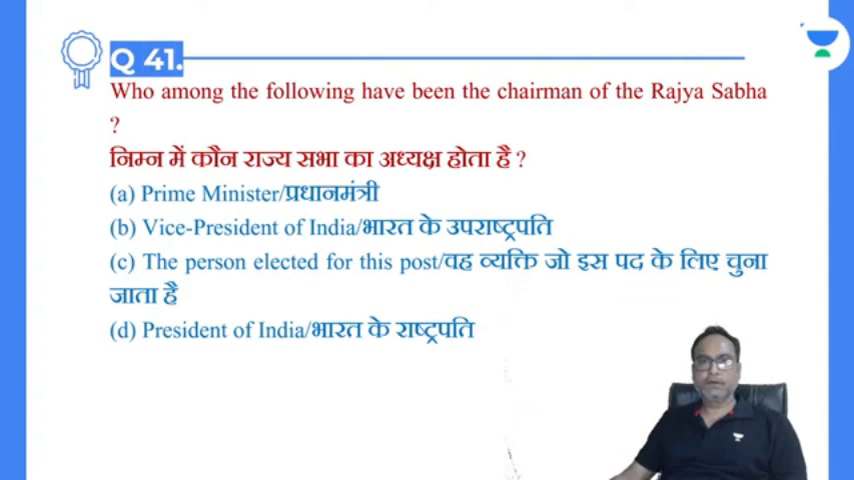 Q 41.
Who among the following have been the chairman of the Rajya Sabha
?
निम्न में कौन राज्य सभा का अध्यक्ष होता है ?
(a) Prime Minister/प्रधानमंत्री
(b) Vice-President of India/भारत के उपराष्ट्रपति
(c) The person elected for this post/वह व्यक्ति जो इस पद के लिए चुना
जाता है
(d) President of India/भारत के राष्ट्रपति